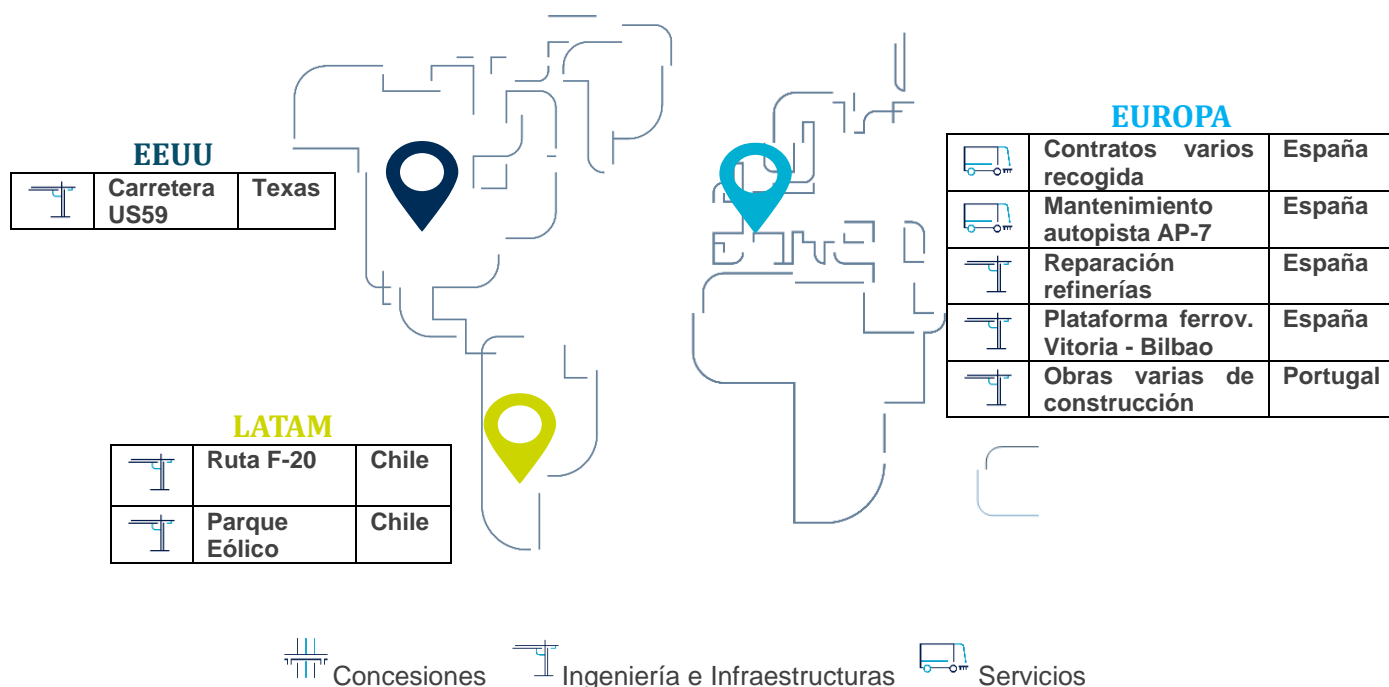 EEUU
Carretera US59 Texas
LATAM
Ruta F-20 Chile
Parque Eólico Chile
EUROPA
Contratos varios recogida España
Mantenimiento autopista AP-7 España
Reparación refinerías España
Plataforma ferrov. Vitoria - Bilbao España
Obras varias de construcción Portugal
Concesiones Ingeniería e Infraestructuras Servicios